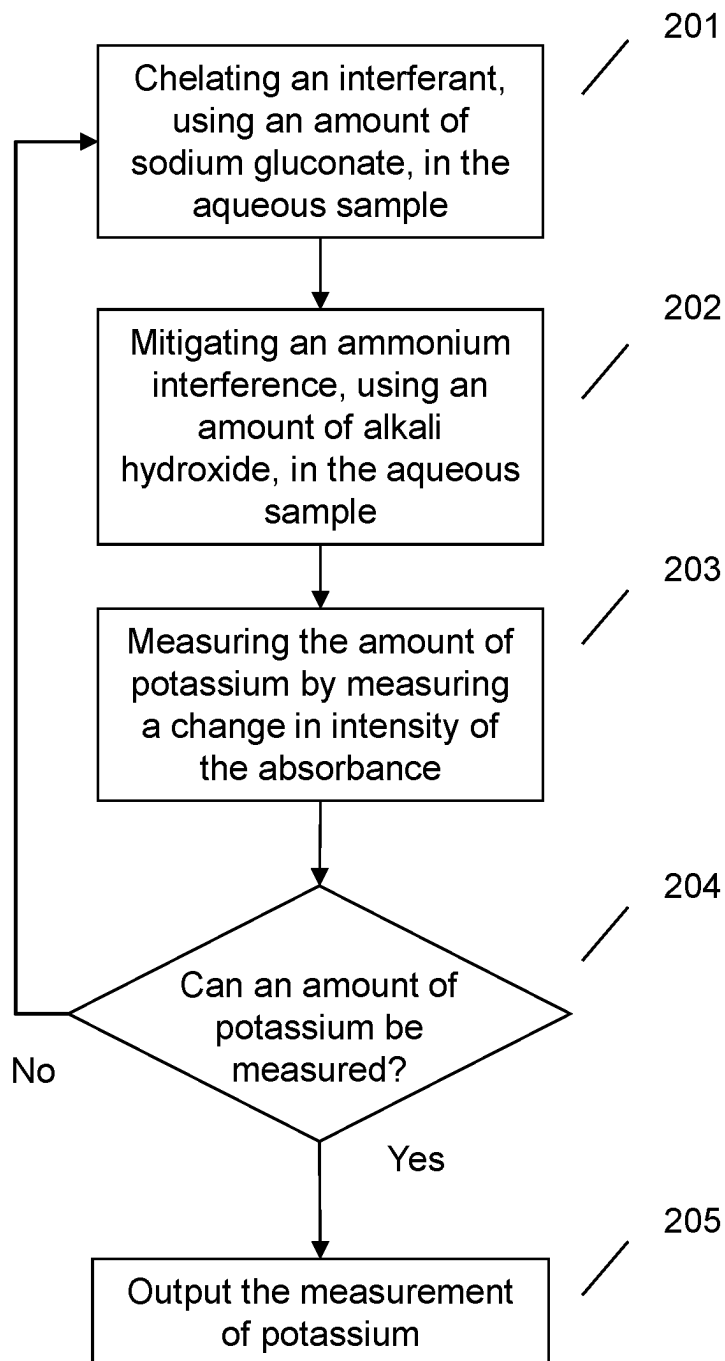 201
Chelating an interferant,
using an amount of
sodium gluconate, in the
aqueous sample
202
Mitigating an ammonium
interference, using an
amount of alkali
hydroxide, in the aqueous
sample
203
Measuring the amount of
potassium by measuring
a change in intensity of
the absorbance
204
Can an amount of
potassium be
measured?
No
Yes
205
Output the measurement
of potassium